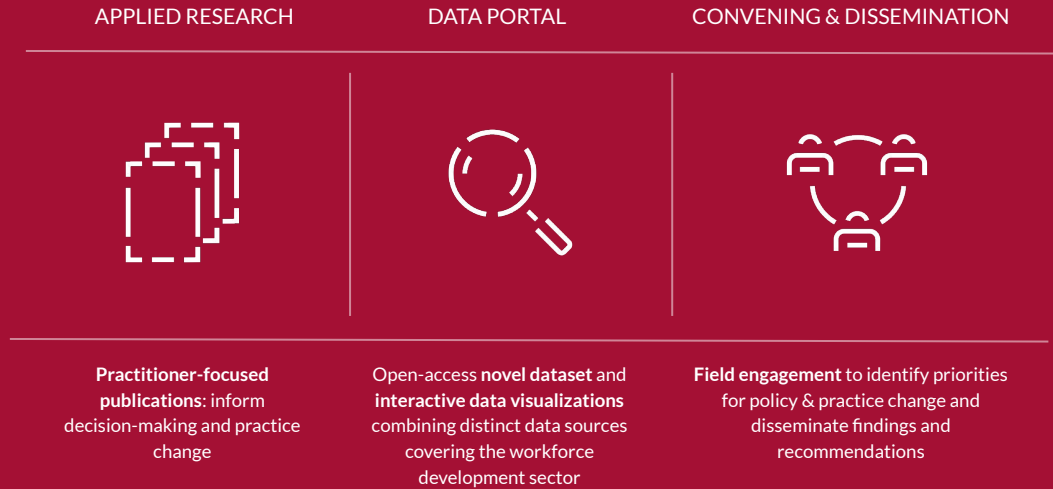 APPLIED RESEARCH
DATA PORTAL
CONVENING & DISSEMINATION
Practitioner-focused
publications: inform
decision-making and practice
change
Open-access novel dataset and
interactive data visualizations
combining distinct data sources
covering the workforce
development sector
Field engagement to identify priorities
for policy & practice change and
disseminate findings and
recommendations